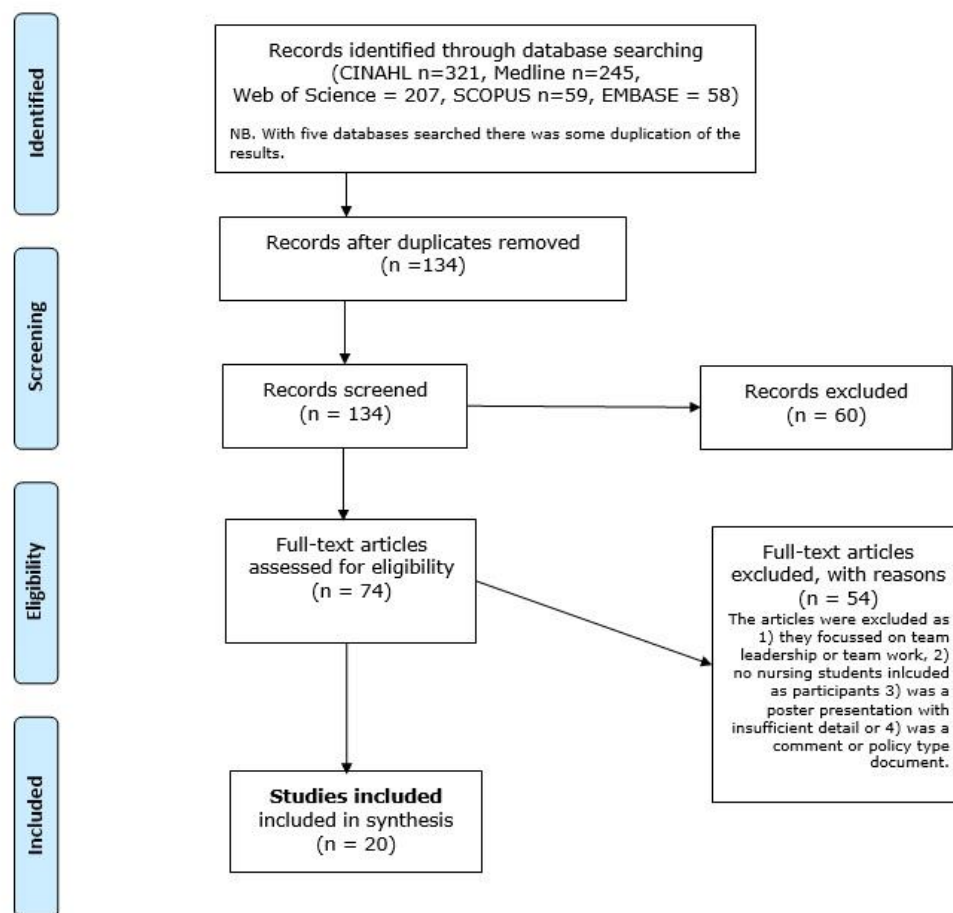 Identified
Records identified through database searching
(CINAHL n=321, Medline n=245,
Web of Science = 207, SCOPUS n=59, EMBASE = 58)
NB. With five databases searched there was some duplication of the
results.
Screening
Records after duplicates removed
(n =134)
Records screened
(n = 134)
Records excluded
(n = 60)
Eligibility
Full-text articles
assessed for eligibility
(n = 74)
Full-text articles
excluded, with reasons
(n = 54)
The articles were excluded as
1) they focussed on team
leadership or team work, 2)
no nursing students inlcuded
as participants 3) was a
poster presentation with
insufficient detail or 4) was a
comment or policy type
document.
Included
Studies included
included in synthesis
(n = 20)